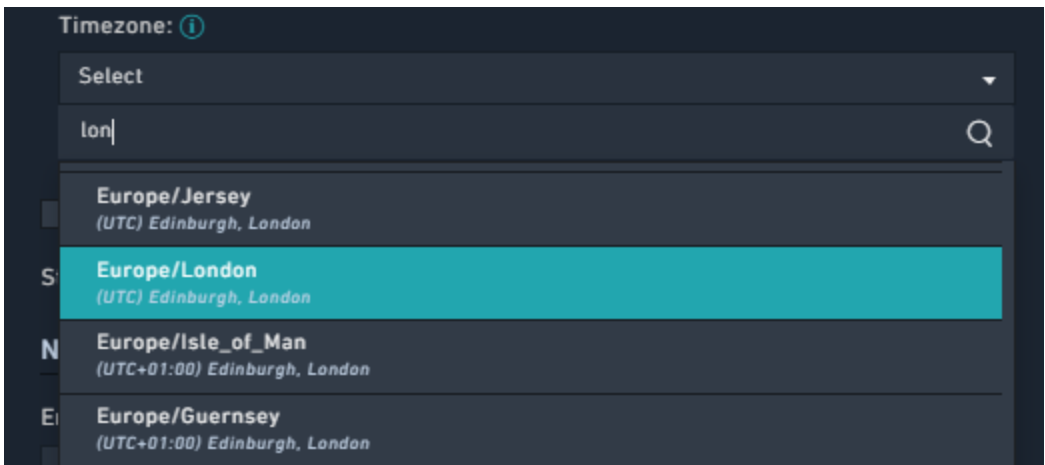 Timezone:
Select
lon
Europe/Jersey
(UTC) Edinburgh, London
Europe/London
(UTC) Edinburgh, London
Europe/Isle_of_Man
(UTC+01:00) Edinburgh, London
Europe/Guernsey
(UTC+01:00) Edinburgh, London